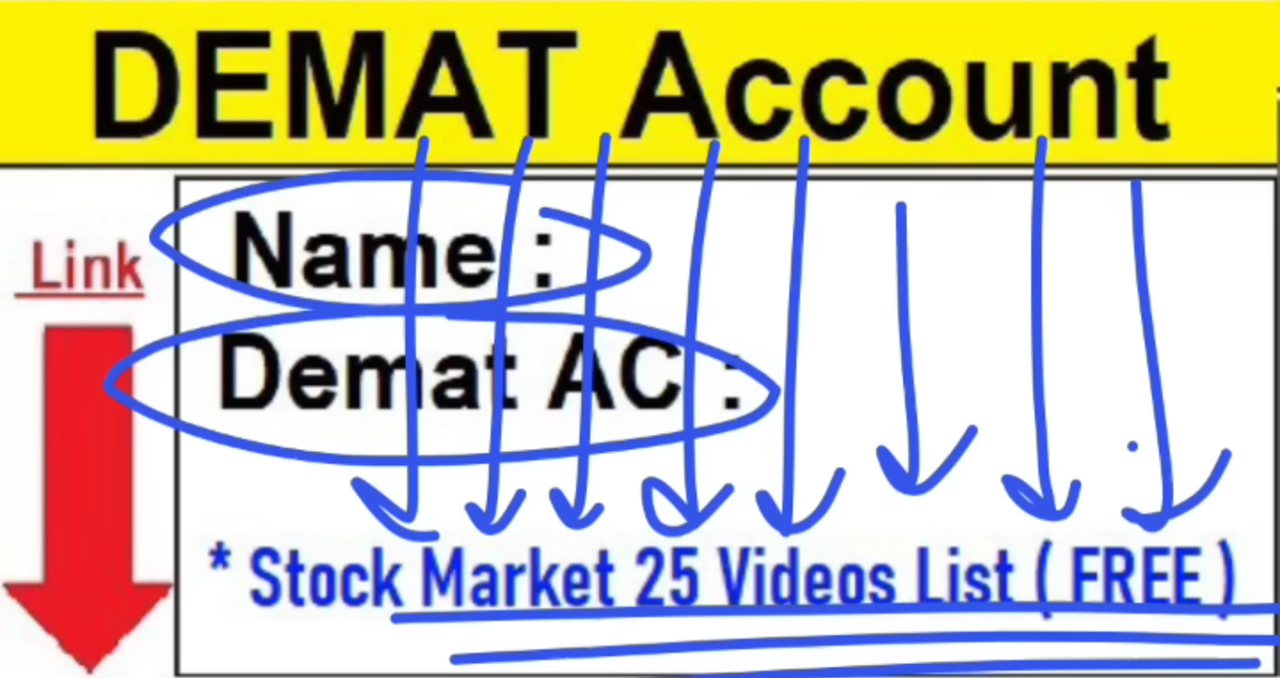 DEMAT Account
Link
Name :
Demat AC :
* Stock Market 25 Videos List ( FREE )